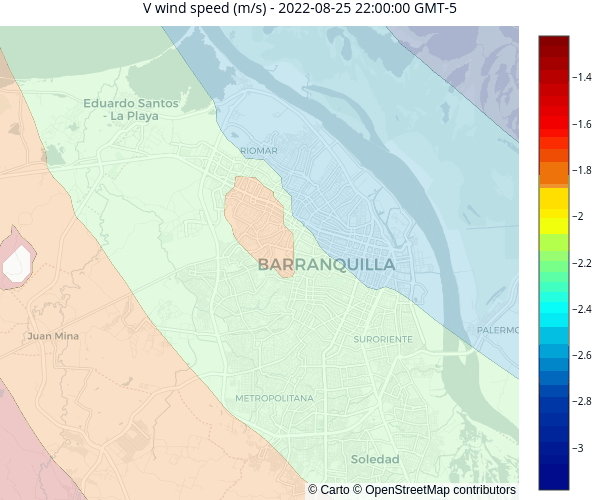 V wind speed (m/s) - 2022-08-25 22:00:00 GMT-5
Eduardo Santos
- La Playa
RIOMAR
BARRANQUILLA
Juan Mina
SURORIENTE
PALERMO
METROPOLITANA
Soledad
−1.4
−1.6
−1.8
−2
−2.2
−2.4
−2.6
−2.8
−3
© Carto © OpenStreetMap contributors